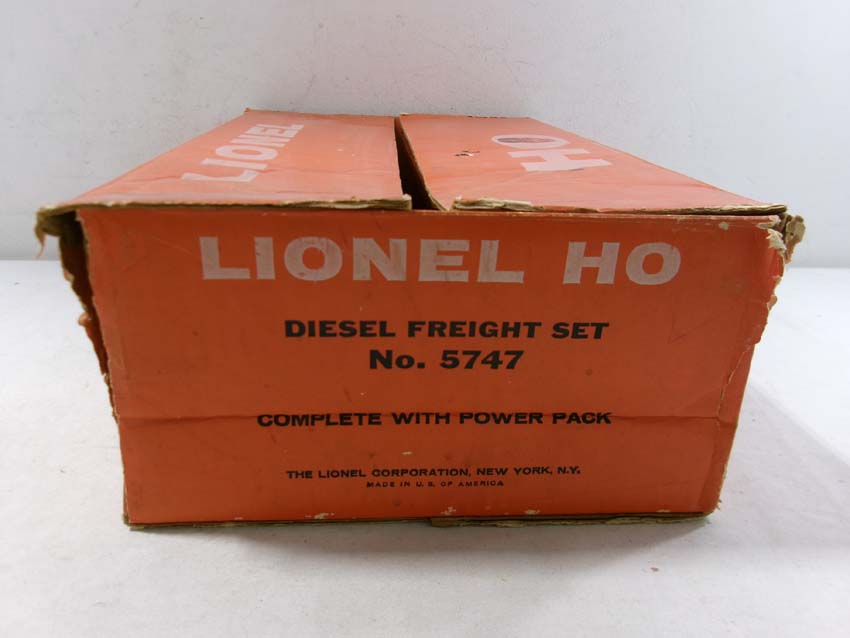 LIONEL
HO
LIONEL HO
DIESEL FREIGHT SET
No. 5747
COMPLETE WITH POWER PACK
THE LIONEL CORPORATION, NEW YORK, N.Y.
MADE IN U.S. OF AMERICA